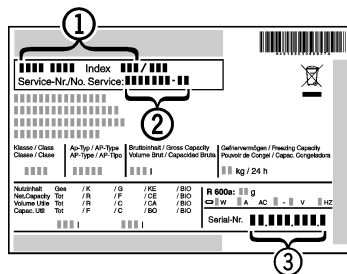 1
Index /
Service-Nr./No. Service: -
2
Klasse / Class Ap-Typ / AP-Type Bruttoinhalt / Gross Capacity Gefriervermögen / Freezing Capacity
Classe / Clase AP-Type / AP-Tipo Volume Brut / Capacidad Bruta Pouvoir de Congel / Capac. Congeladora
l kg / 24 h
Nutzinhalt Ges / K / G / KE / BIO
Net.Capacity Tot / R / F / CE / BIO
Volume Utile Tot / R / C / CA / BIO
Capac. Util Tot / F / C / BO / BIO
l l
R 600a: g
W A AC - V HZ
Serial-Nr. . . .
3